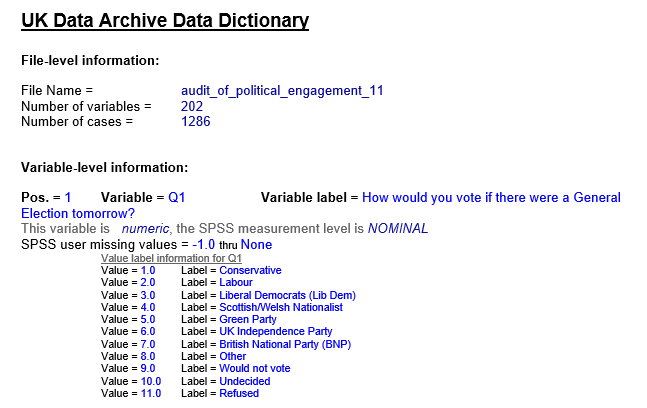 UK Data Archive Data Dictionary
File-level information:
File Name = audit_of_political_engagement_11
Number of variables = 202
Number of cases = 1286
Variable-level information:
Pos. = 1 Variable = Q1 Variable label = How would you vote if there were a General
Election tomorrow?
This variable is numeric, the SPSS measurement level is NOMINAL
SPSS user missing values = -1.0 thru None
Value label information for Q1
Value = 1.0 Label = Conservative
Value = 2.0 Label = Labour
Value = 3.0 Label = Liberal Democrats (Lib Dem)
Value = 4.0 Label = Scottish/Welsh Nationalist
Value = 5.0 Label = Green Party
Value = 6.0 Label = UK Independence Party
Value = 7.0 Label = British National Party (BNP)
Value = 8.0 Label = Other
Value = 9.0 Label = Would not vote
Value = 10.0 Label = Undecided
Value = 11.0 Label = Refused